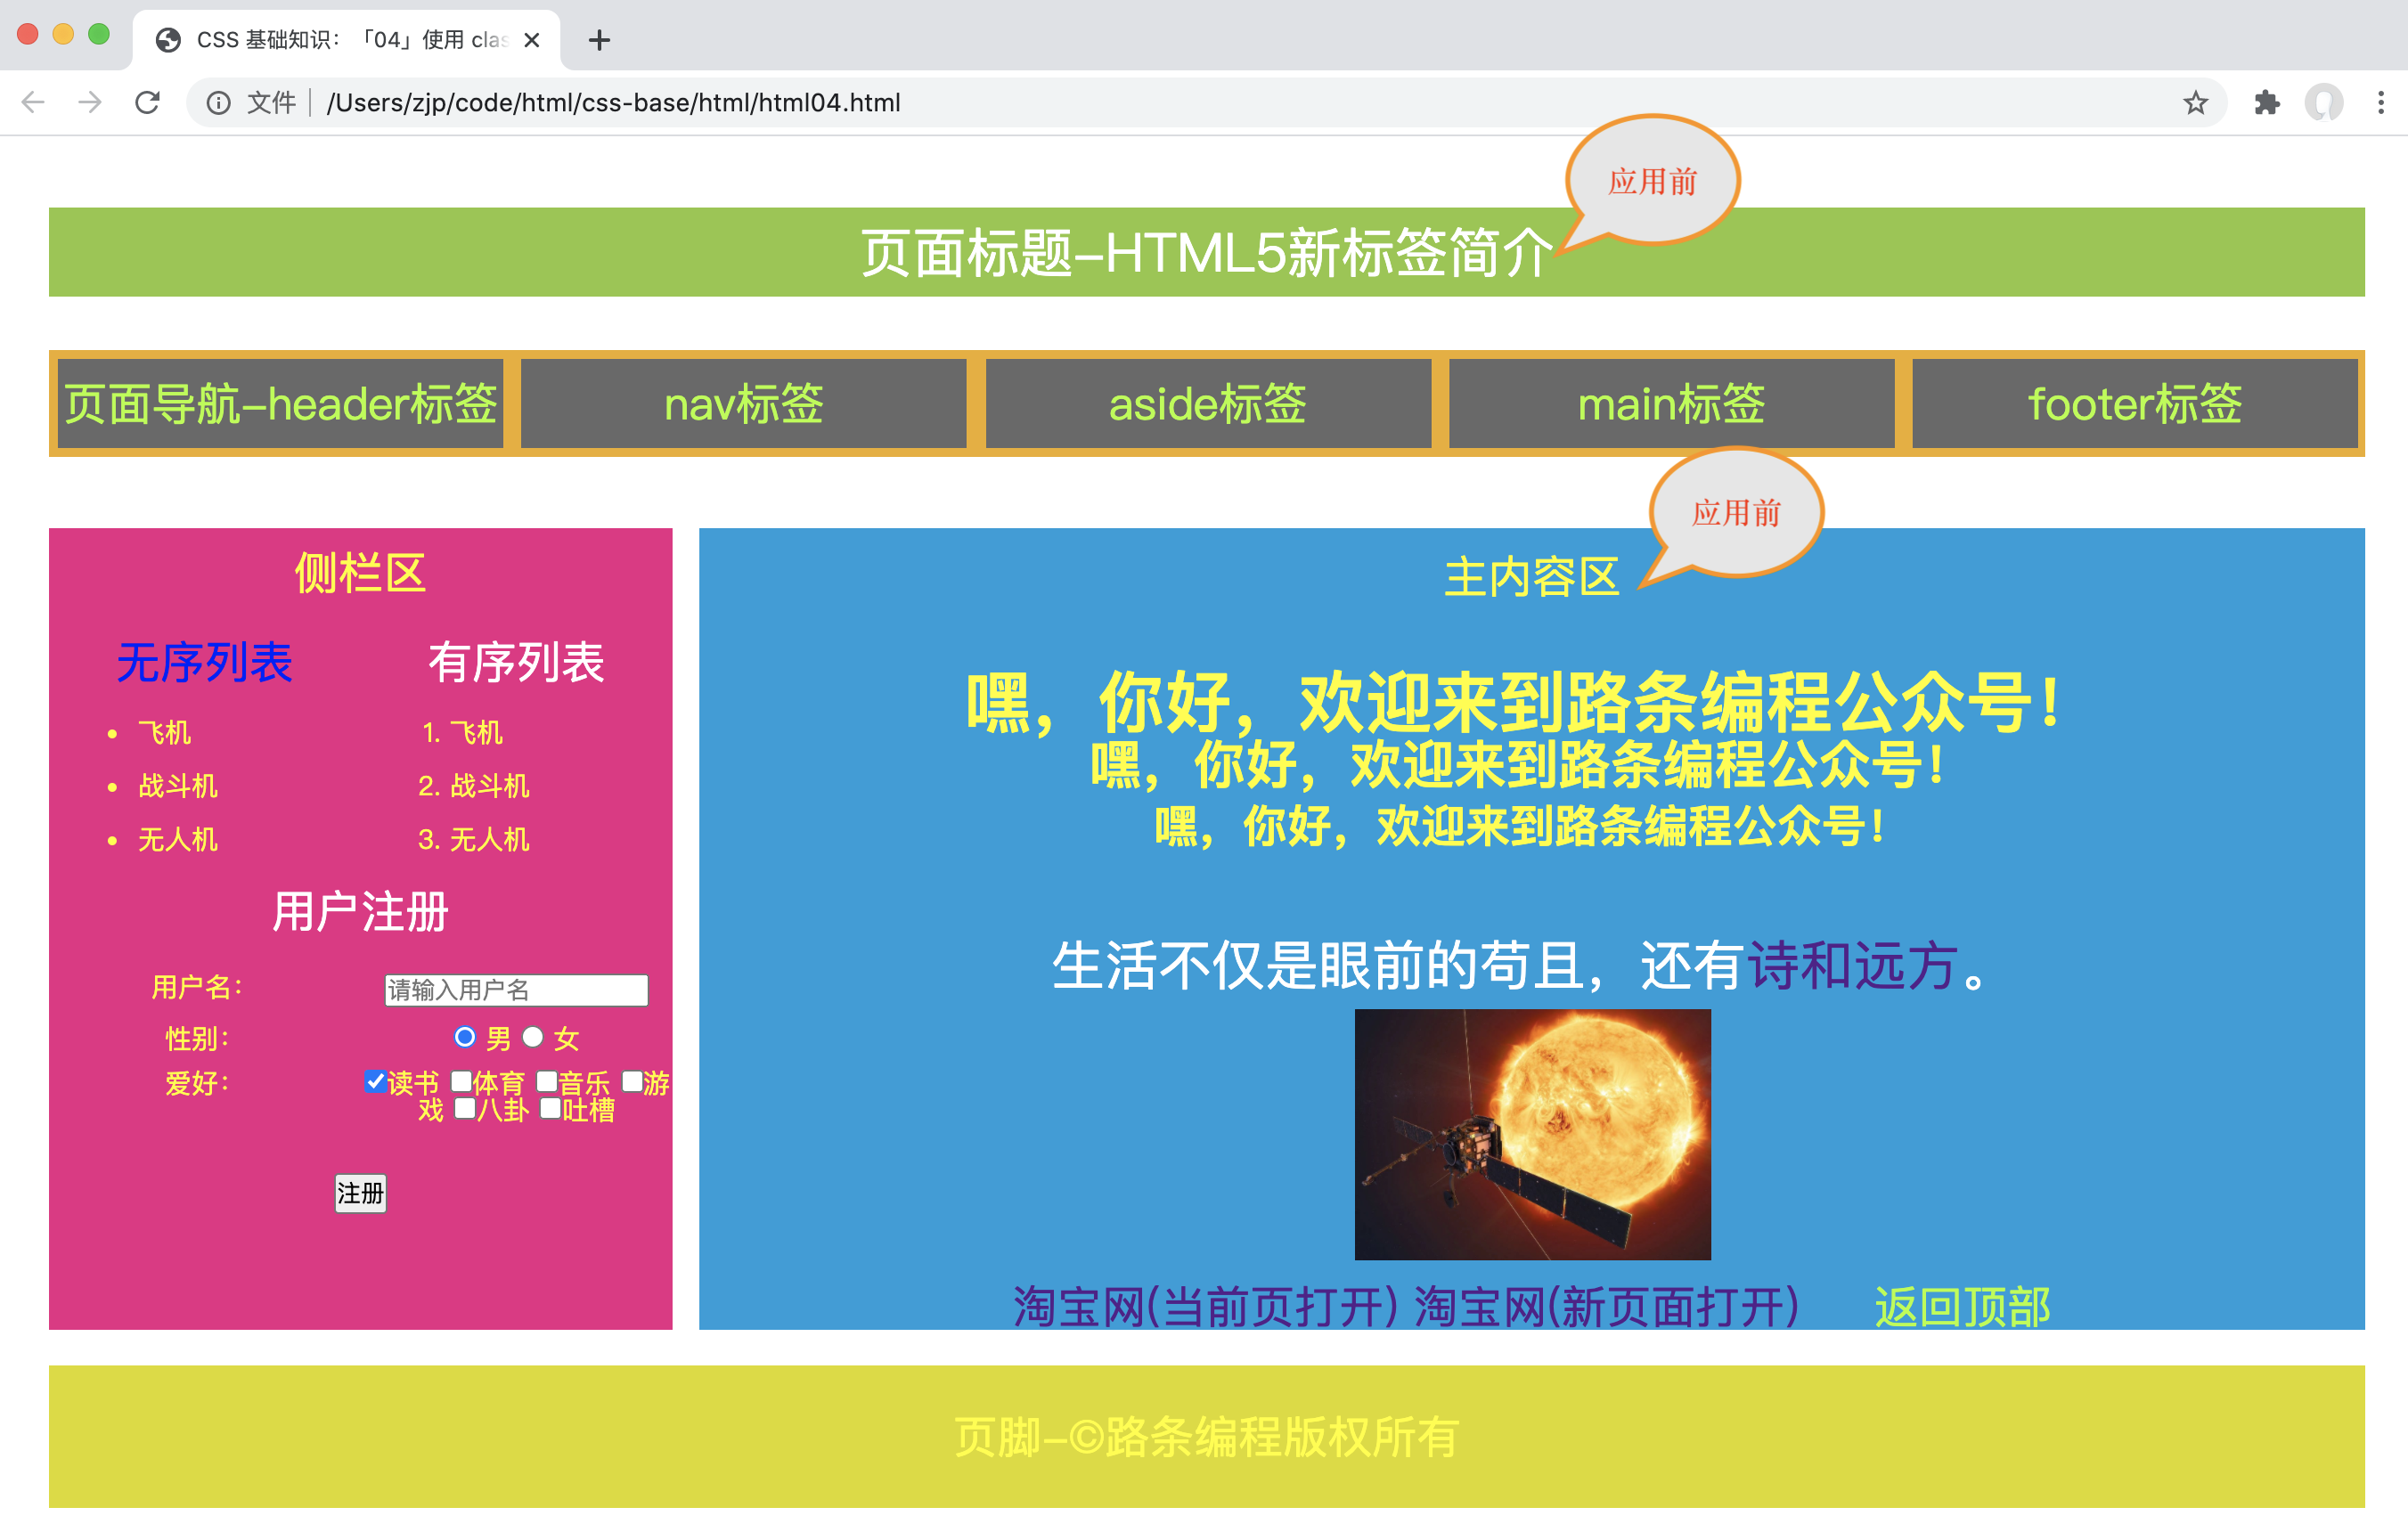 CSS 基础知识：「04」使用 clas
文件 /Users/zjp/code/html/css-base/html/html04.html
应用前
页面标题-HTML5新标签简介
页面导航-header标签 nav标签 aside标签 main标签 footer标签
应用前
侧栏区
无序列表 有序列表
• 飞机 1. 飞机
• 战斗机 2. 战斗机
• 无人机 3. 无人机
用户注册
用户名： 请输入用户名
性别： 男 女
爱好： 读书 体育 音乐 游
戏 八卦 吐槽
注册
主内容区
嘿，你好，欢迎来到路条编程公众号！
嘿，你好，欢迎来到路条编程公众号！
嘿，你好，欢迎来到路条编程公众号！
生活不仅是眼前的苟且，还有诗和远方。
淘宝网(当前页打开) 淘宝网(新页面打开) 返回顶部
页脚-©路条编程版权所有